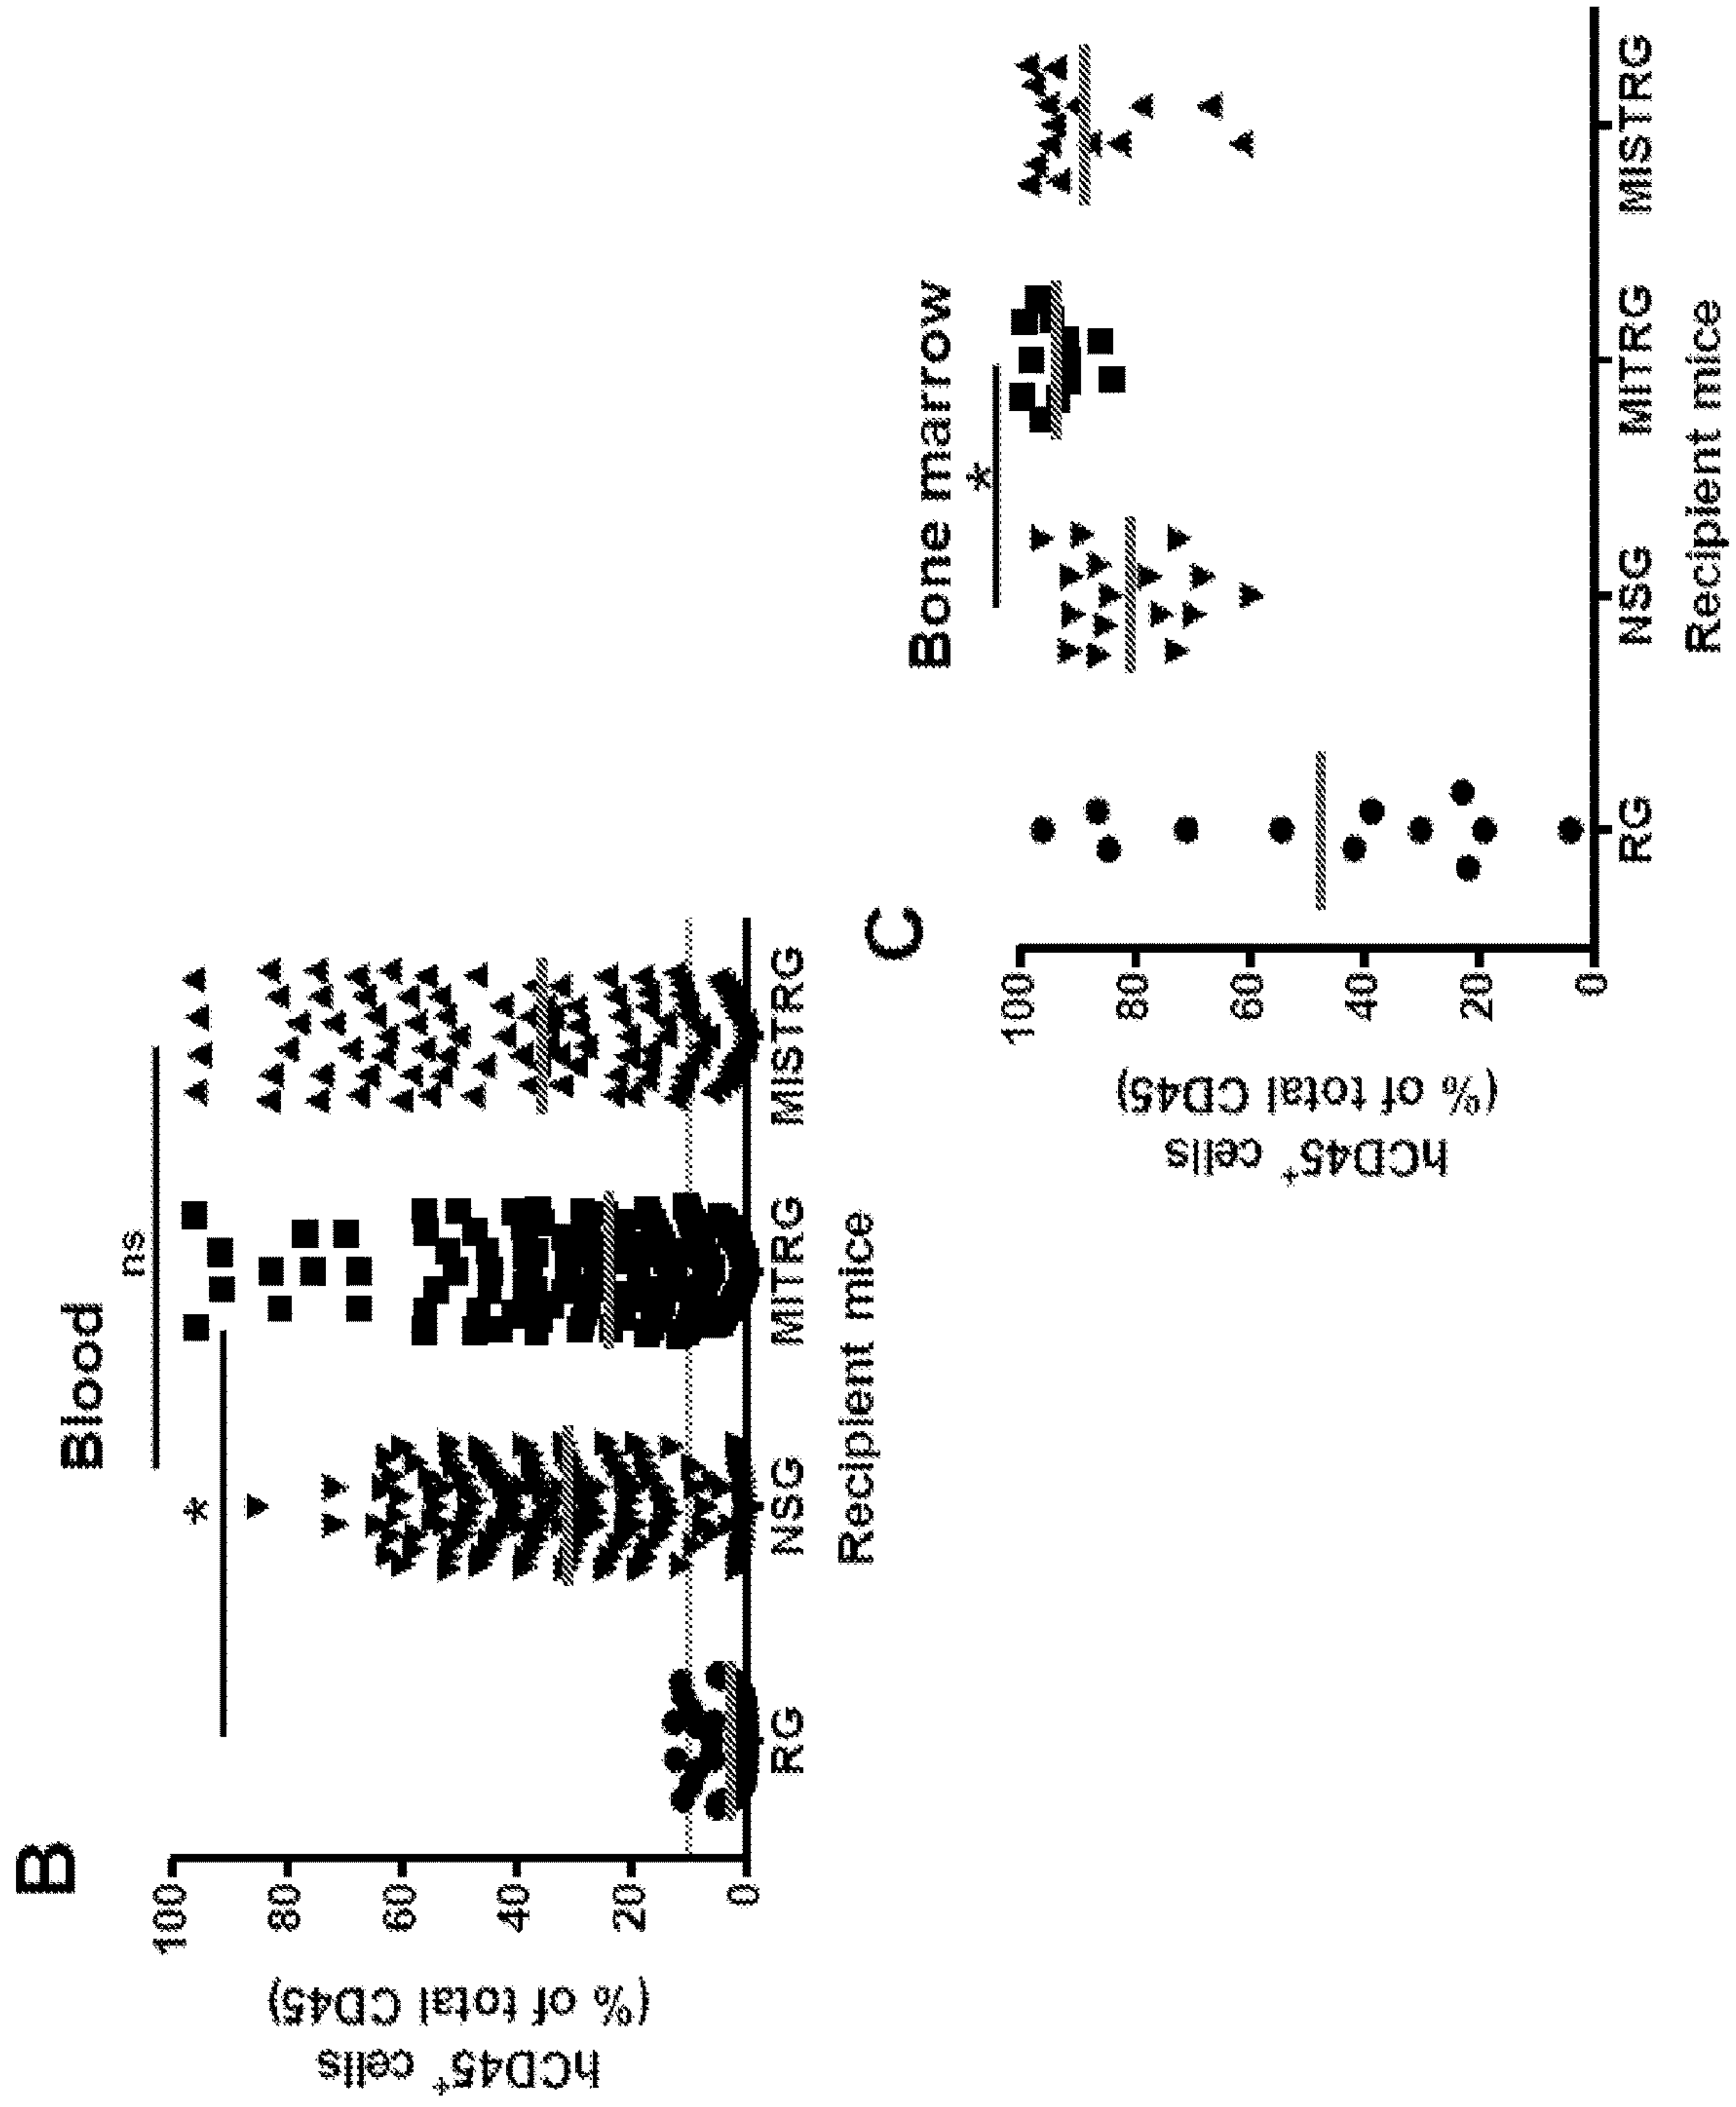 B
Blood
ns
*
100
80
60
40
20
0
hCD45+ cells
(% of total CD45)
RG NSG MITRG MISTRG
Recipient mice
C
Bone marrow
*
100
80
60
40
20
0
hCD45+ cells
(% of total CD45)
RG NSG MITRG MISTRG
Recipient mice